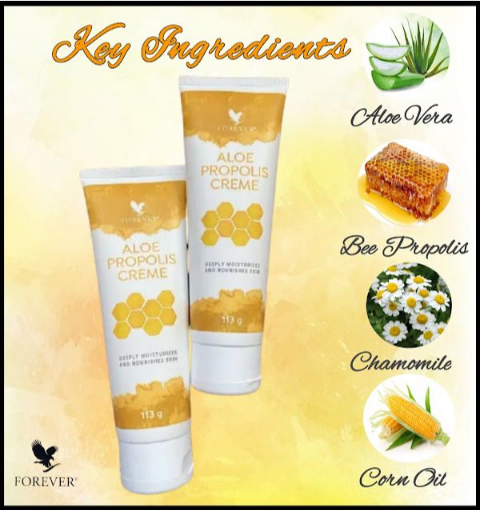 Key Ingredients
Aloe Vera
Bee Propolis
Chamomile
Corn Oil
FOREVER
ALOE
PROPOLIS
CREME
DEEPLY MOISTURIZES
AND NOURISHES SKIN
113 g
FOREVER
ALOE
PROPOLIS
CREME
DEEPLY MOISTURIZES
AND NOURISHES SKIN
113 g
FOREVER®